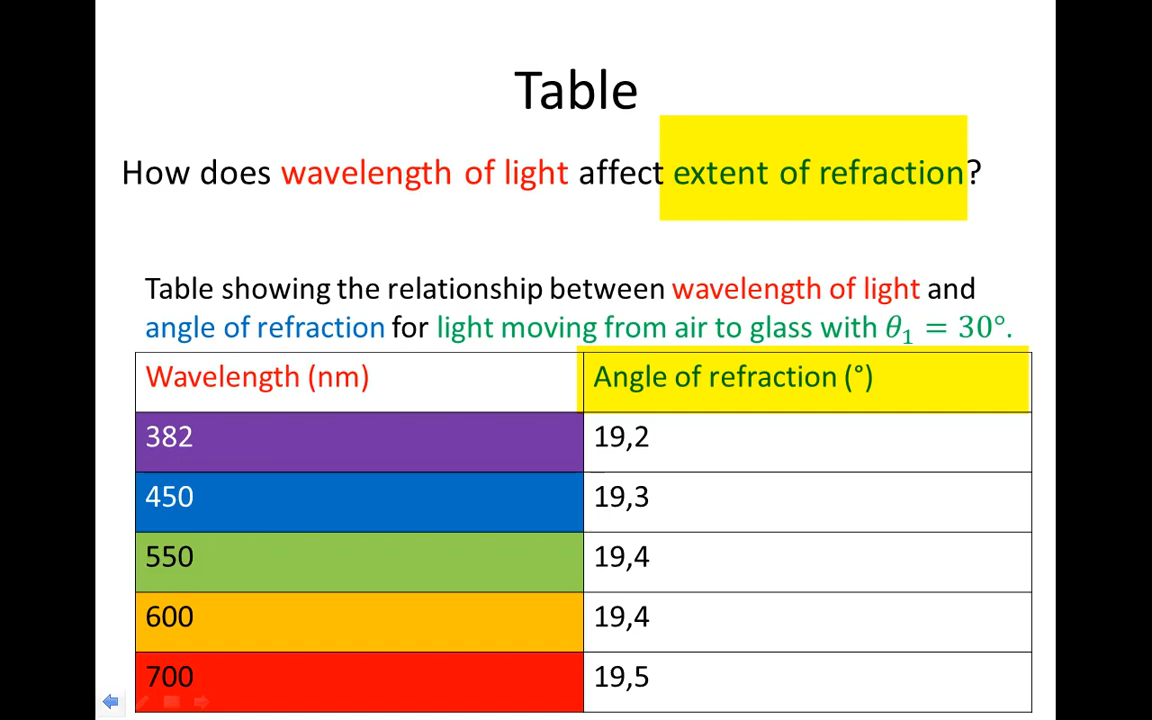 Table
How does wavelength of light affect extent of refraction?
Table showing the relationship between wavelength of light and
angle of refraction for light moving from air to glass with θ₁ = 30°.
Wavelength (nm) Angle of refraction (°)
382 19,2
450 19,3
550 19,4
600 19,4
700 19,5